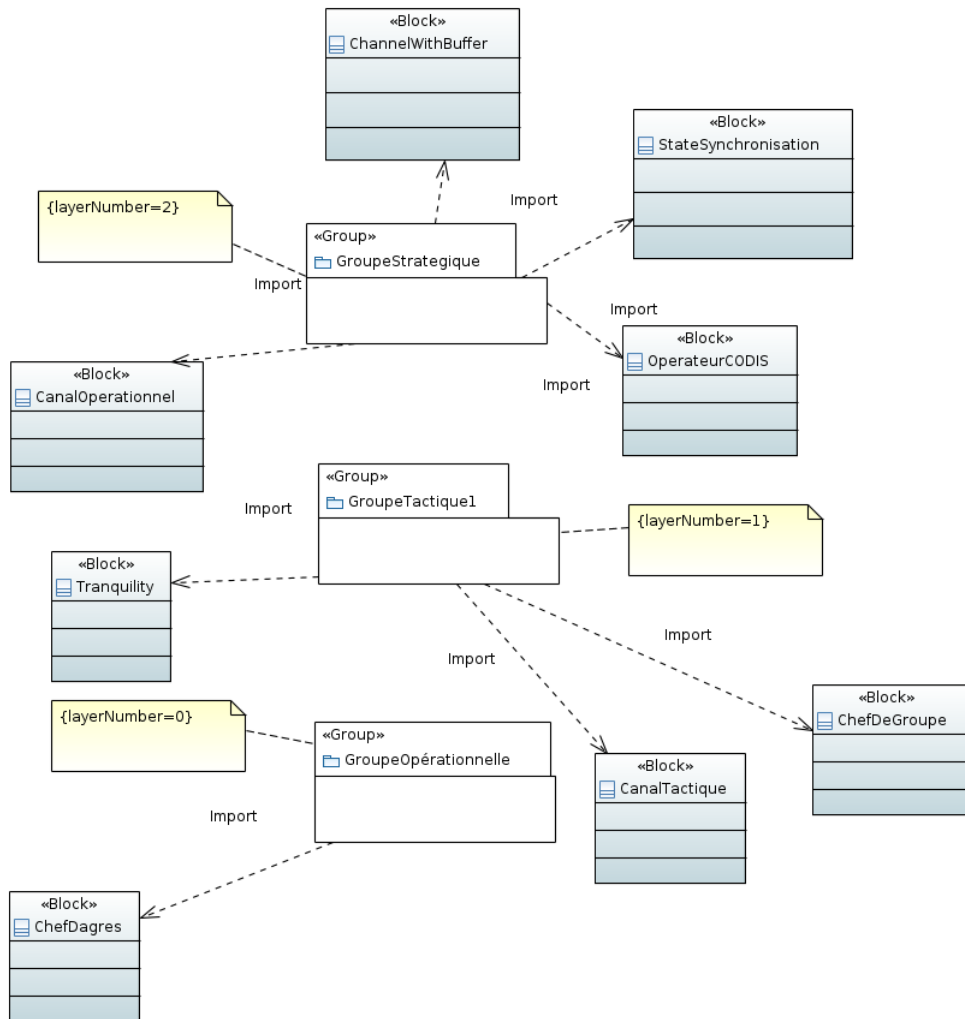 «Block»
ChannelWithBuffer
«Block»
StateSynchronisation
Import
{layerNumber=2}
«Group»
GroupeStrategique
Import
Import
«Block»
OperateurCODIS
«Block»
CanalOperationnel
Import
«Group»
GroupeTactique1
Import
{layerNumber=1}
«Block»
Tranquility
Import
Import
«Block»
ChefDeGroupe
{layerNumber=0}
«Group»
GroupeOpérationnelle
«Block»
CanalTactique
Import
«Block»
ChefDagres